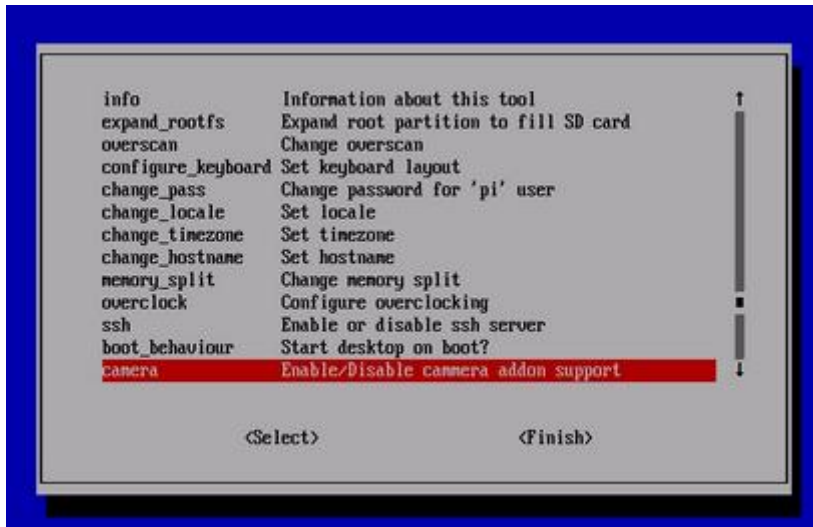 info Information about this tool
expand_rootfs Expand root partition to fill SD card
overscan Change overscan
configure_keyboard Set keyboard layout
change_pass Change password for 'pi' user
change_locale Set locale
change_timezone Set timezone
change_hostname Set hostname
memory_split Change memory split
overclock Configure overclocking
ssh Enable or disable ssh server
boot_behaviour Start desktop on boot?
camera Enable/Disable cammera addon support
<Select> <Finish>